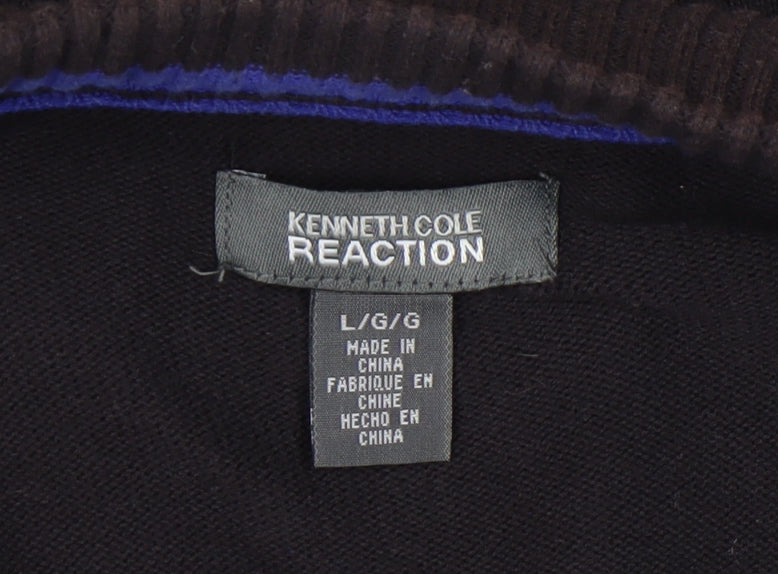 KENNETH COLE
REACTION
L/G/G
MADE IN
CHINA
FABRIQUE EN
CHINE
HECHO EN
CHINA